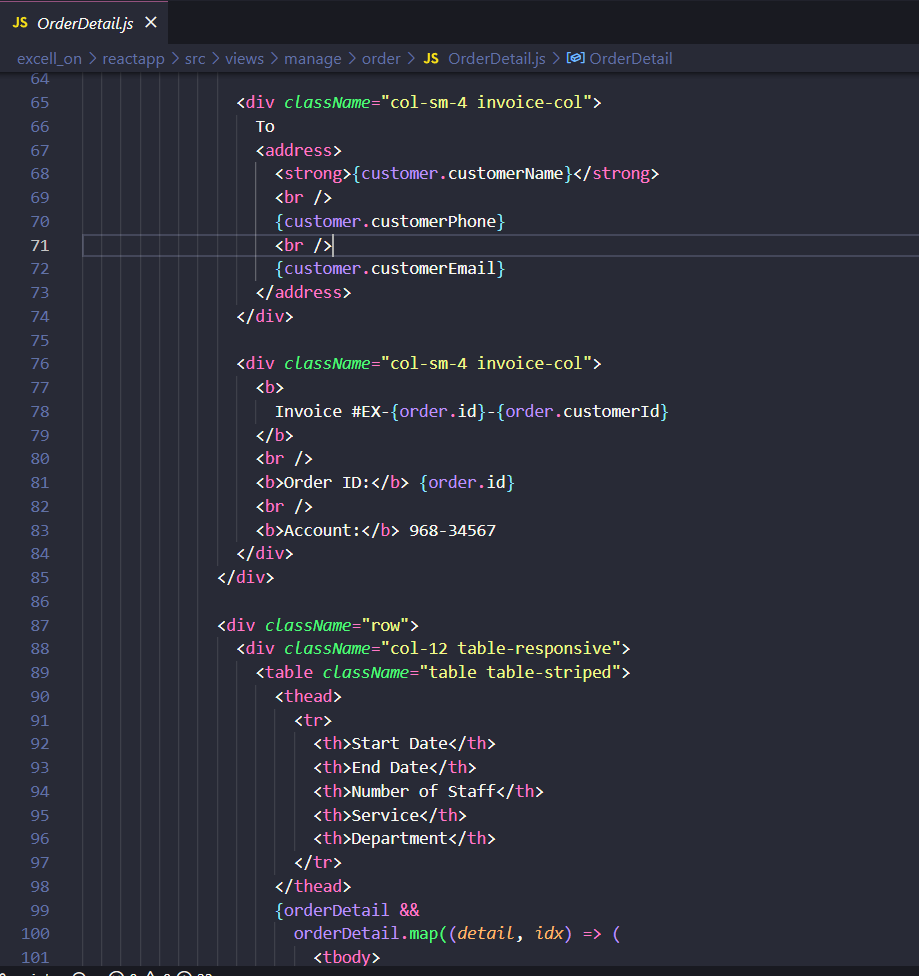 JS OrderDetail.js ×
excell_on > reactapp > src > views > manage > order > JS OrderDetail.js > OrderDetail
64
65 <div className="col-sm-4 invoice-col">
66 To
67 <address>
68 <strong>{customer.customerName}</strong>
69 <br />
70 {customer.customerPhone}
71 <br />
72 {customer.customerEmail}
73 </address>
74 </div>
75
76 <div className="col-sm-4 invoice-col">
77 <b>
78 Invoice #EX-{order.id}-{order.customerId}
79 </b>
80 <br />
81 <b>Order ID:</b> {order.id}
82 <br />
83 <b>Account:</b> 968-34567
84 </div>
85 </div>
86
87 <div className="row">
88 <div className="col-12 table-responsive">
89 <table className="table table-striped">
90 <thead>
91 <tr>
92 <th>Start Date</th>
93 <th>End Date</th>
94 <th>Number of Staff</th>
95 <th>Service</th>
96 <th>Department</th>
97 </tr>
98 </thead>
99 {orderDetail &&
100 orderDetail.map((detail, idx) => (
101 <tbody>